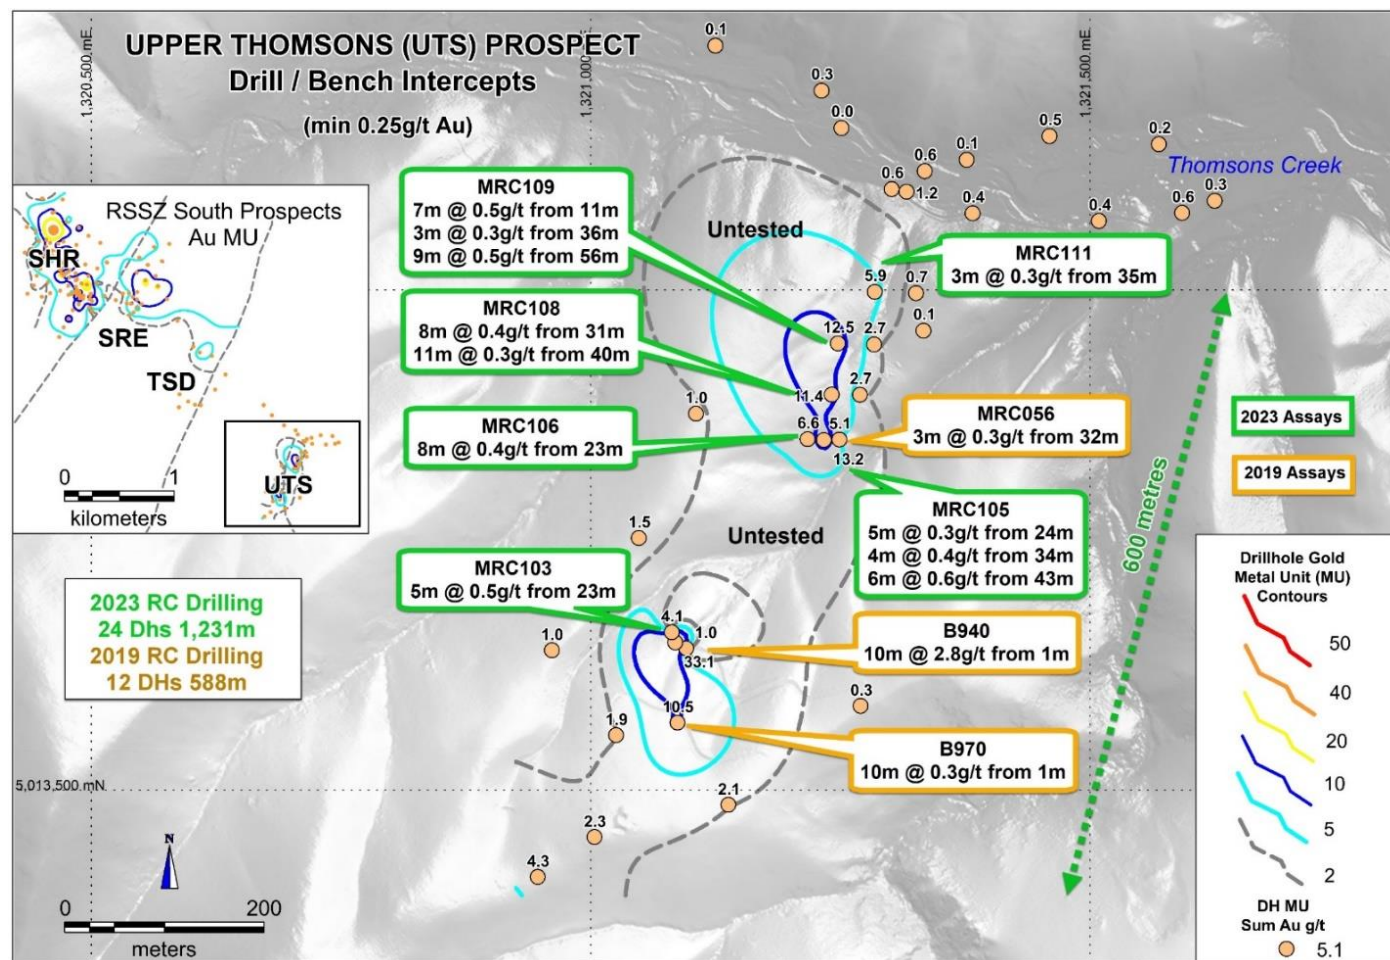 UPPER THOMSONS (UTS) PROSPECT
Drill / Bench Intercepts
(min 0.25g/t Au)
1,320,500 mE
1,321,000
1,321,500 mE
0.1
0.3
0.0
0.5
0.2
0.1
0.6
0.6
1.2
0.4
0.4
0.6
0.3
Thomsons Creek
RSSZ South Prospects
Au MU
SHR
SRE
TSD
UTS
0 1
kilometers
MRC109
7m @ 0.5g/t from 11m
3m @ 0.3g/t from 36m
9m @ 0.5g/t from 56m
Untested
MRC111
3m @ 0.3g/t from 35m
5.9
0.7
0.1
MRC108
8m @ 0.4g/t from 31m
11m @ 0.3g/t from 40m
12.5
2.7
11.4
2.7
1.0
MRC106
8m @ 0.4g/t from 23m
6.6
5.1
13.2
MRC056
3m @ 0.3g/t from 32m
2023 Assays
2019 Assays
600 metres
MRC105
5m @ 0.3g/t from 24m
4m @ 0.4g/t from 34m
6m @ 0.6g/t from 43m
Untested
1.5
MRC103
5m @ 0.5g/t from 23m
4.1
1.0
33.1
1.0
B940
10m @ 2.8g/t from 1m
0.3
10.5
1.9
B970
10m @ 0.3g/t from 1m
2023 RC Drilling
24 Dhs 1,231m
2019 RC Drilling
12 DHs 588m
5,013,500 mN
2.1
2.3
4.3
N
0 200
meters
Drillhole Gold
Metal Unit (MU)
Contours
50
40
20
10
5
2
DH MU
Sum Au g/t
5.1